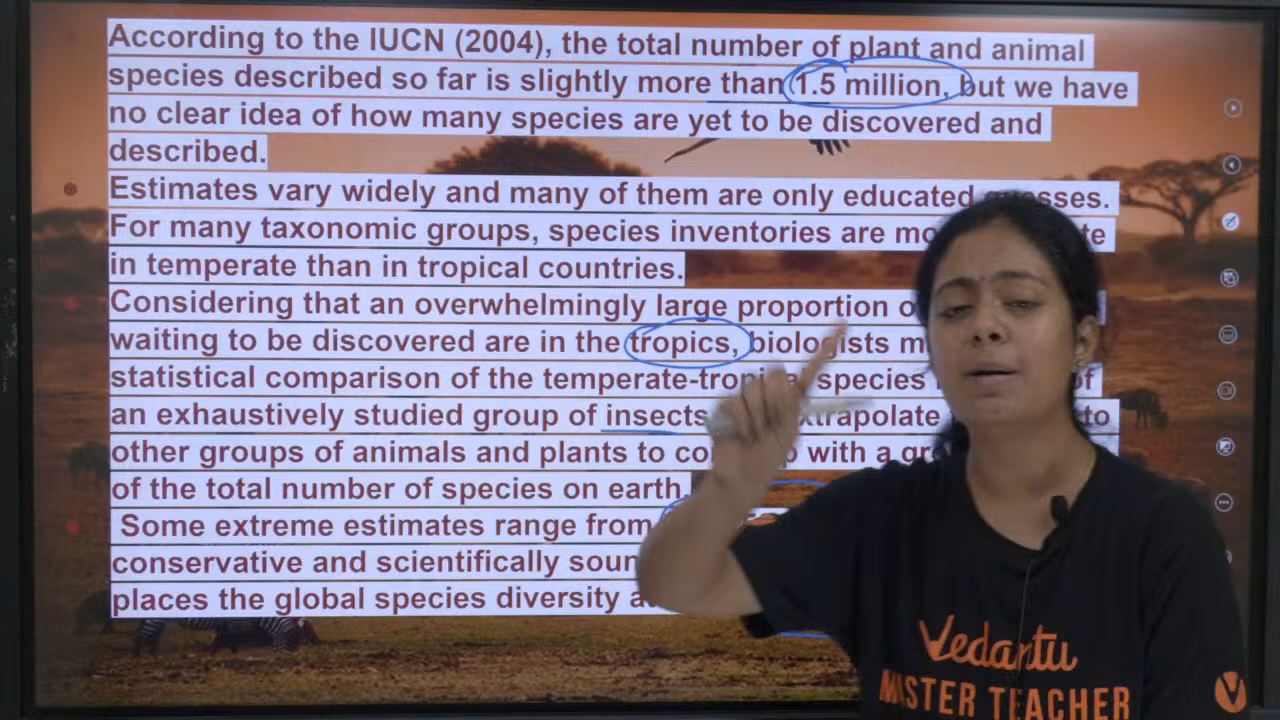 According to the IUCN (2004), the total number of plant and animal
species described so far is slightly more than 1.5 million, but we have
no clear idea of how many species are yet to be discovered and
described.
Estimates vary widely and many of them are only educated
For many taxonomic groups, species inventories are
in temperate than in tropical countries.
Considering that an overwhelmingly large proportion
waiting to be discovered are in the tropics, biologists
statistical comparison of the temperate-tropical species
an exhaustively studied group of insects extrapolate to
other groups of animals and plants to with a
of the total number of species on earth.
Some extreme estimates range from
conservative and scientifically
places the global species diversity
Vedantu
MASTER TEACHER